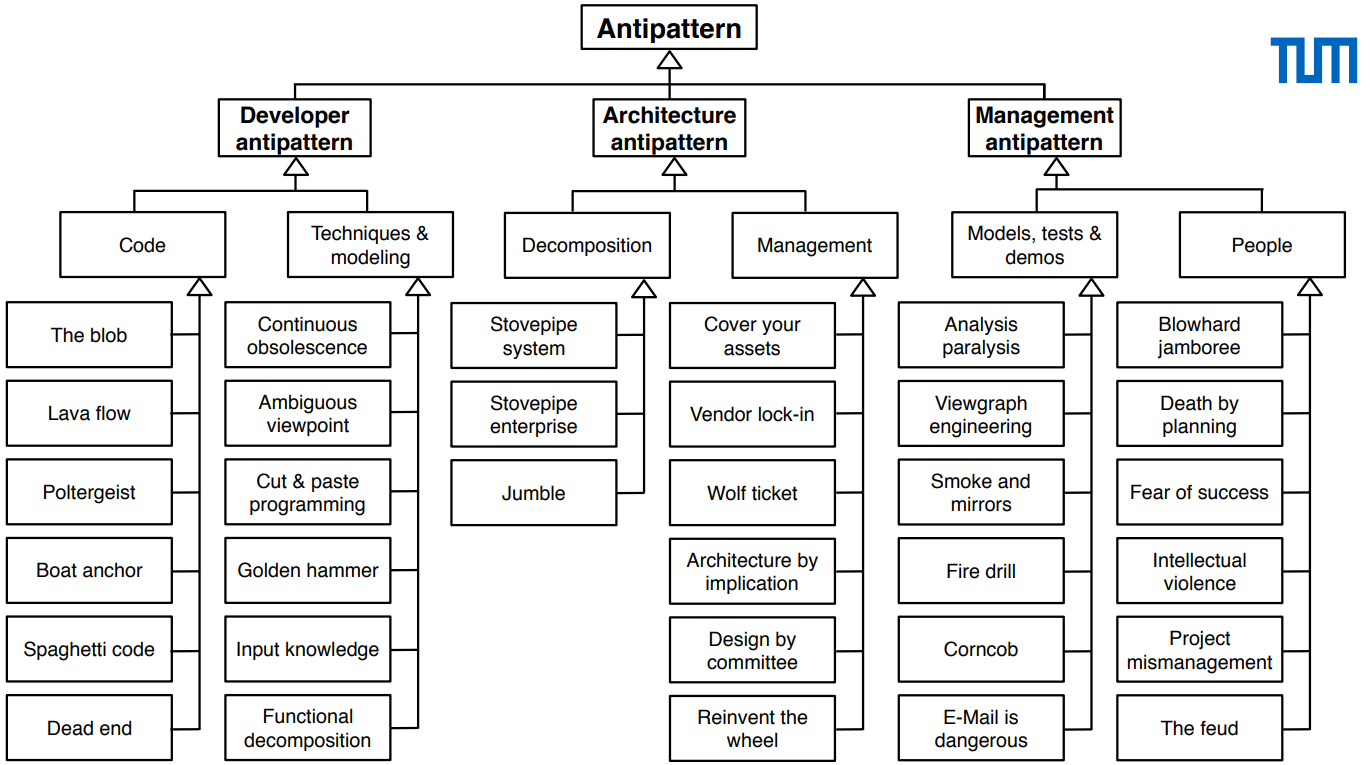 Antipattern
TUM
Developer
antipattern
Architecture
antipattern
Management
antipattern
Code
Techniques &
modeling
Decomposition
Management
Models, tests &
demos
People
The blob
Lava flow
Poltergeist
Boat anchor
Spaghetti code
Dead end
Continuous
obsolescence
Ambiguous
viewpoint
Cut & paste
programming
Golden hammer
Input knowledge
Functional
decomposition
Stovepipe
system
Stovepipe
enterprise
Jumble
Cover your
assets
Vendor lock-in
Wolf ticket
Architecture by
implication
Design by
committee
Reinvent the
wheel
Analysis
paralysis
Viewgraph
engineering
Smoke and
mirrors
Fire drill
Corncob
E-Mail is
dangerous
Blowhard
jamboree
Death by
planning
Fear of success
Intellectual
violence
Project
mismanagement
The feud